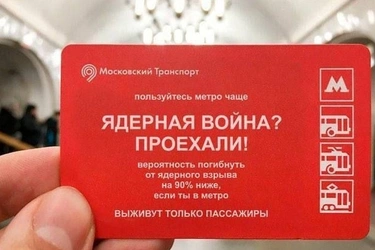 Московский Транспорт
М
пользуйтесь метро чаще
ЯДЕРНАЯ ВОЙНА?
ПРОЕХАЛИ!
вероятность погибнуть
от ядерного взрыва
на 90% ниже,
если ты в метро
ВЫЖИВУТ ТОЛЬКО ПАССАЖИРЫ